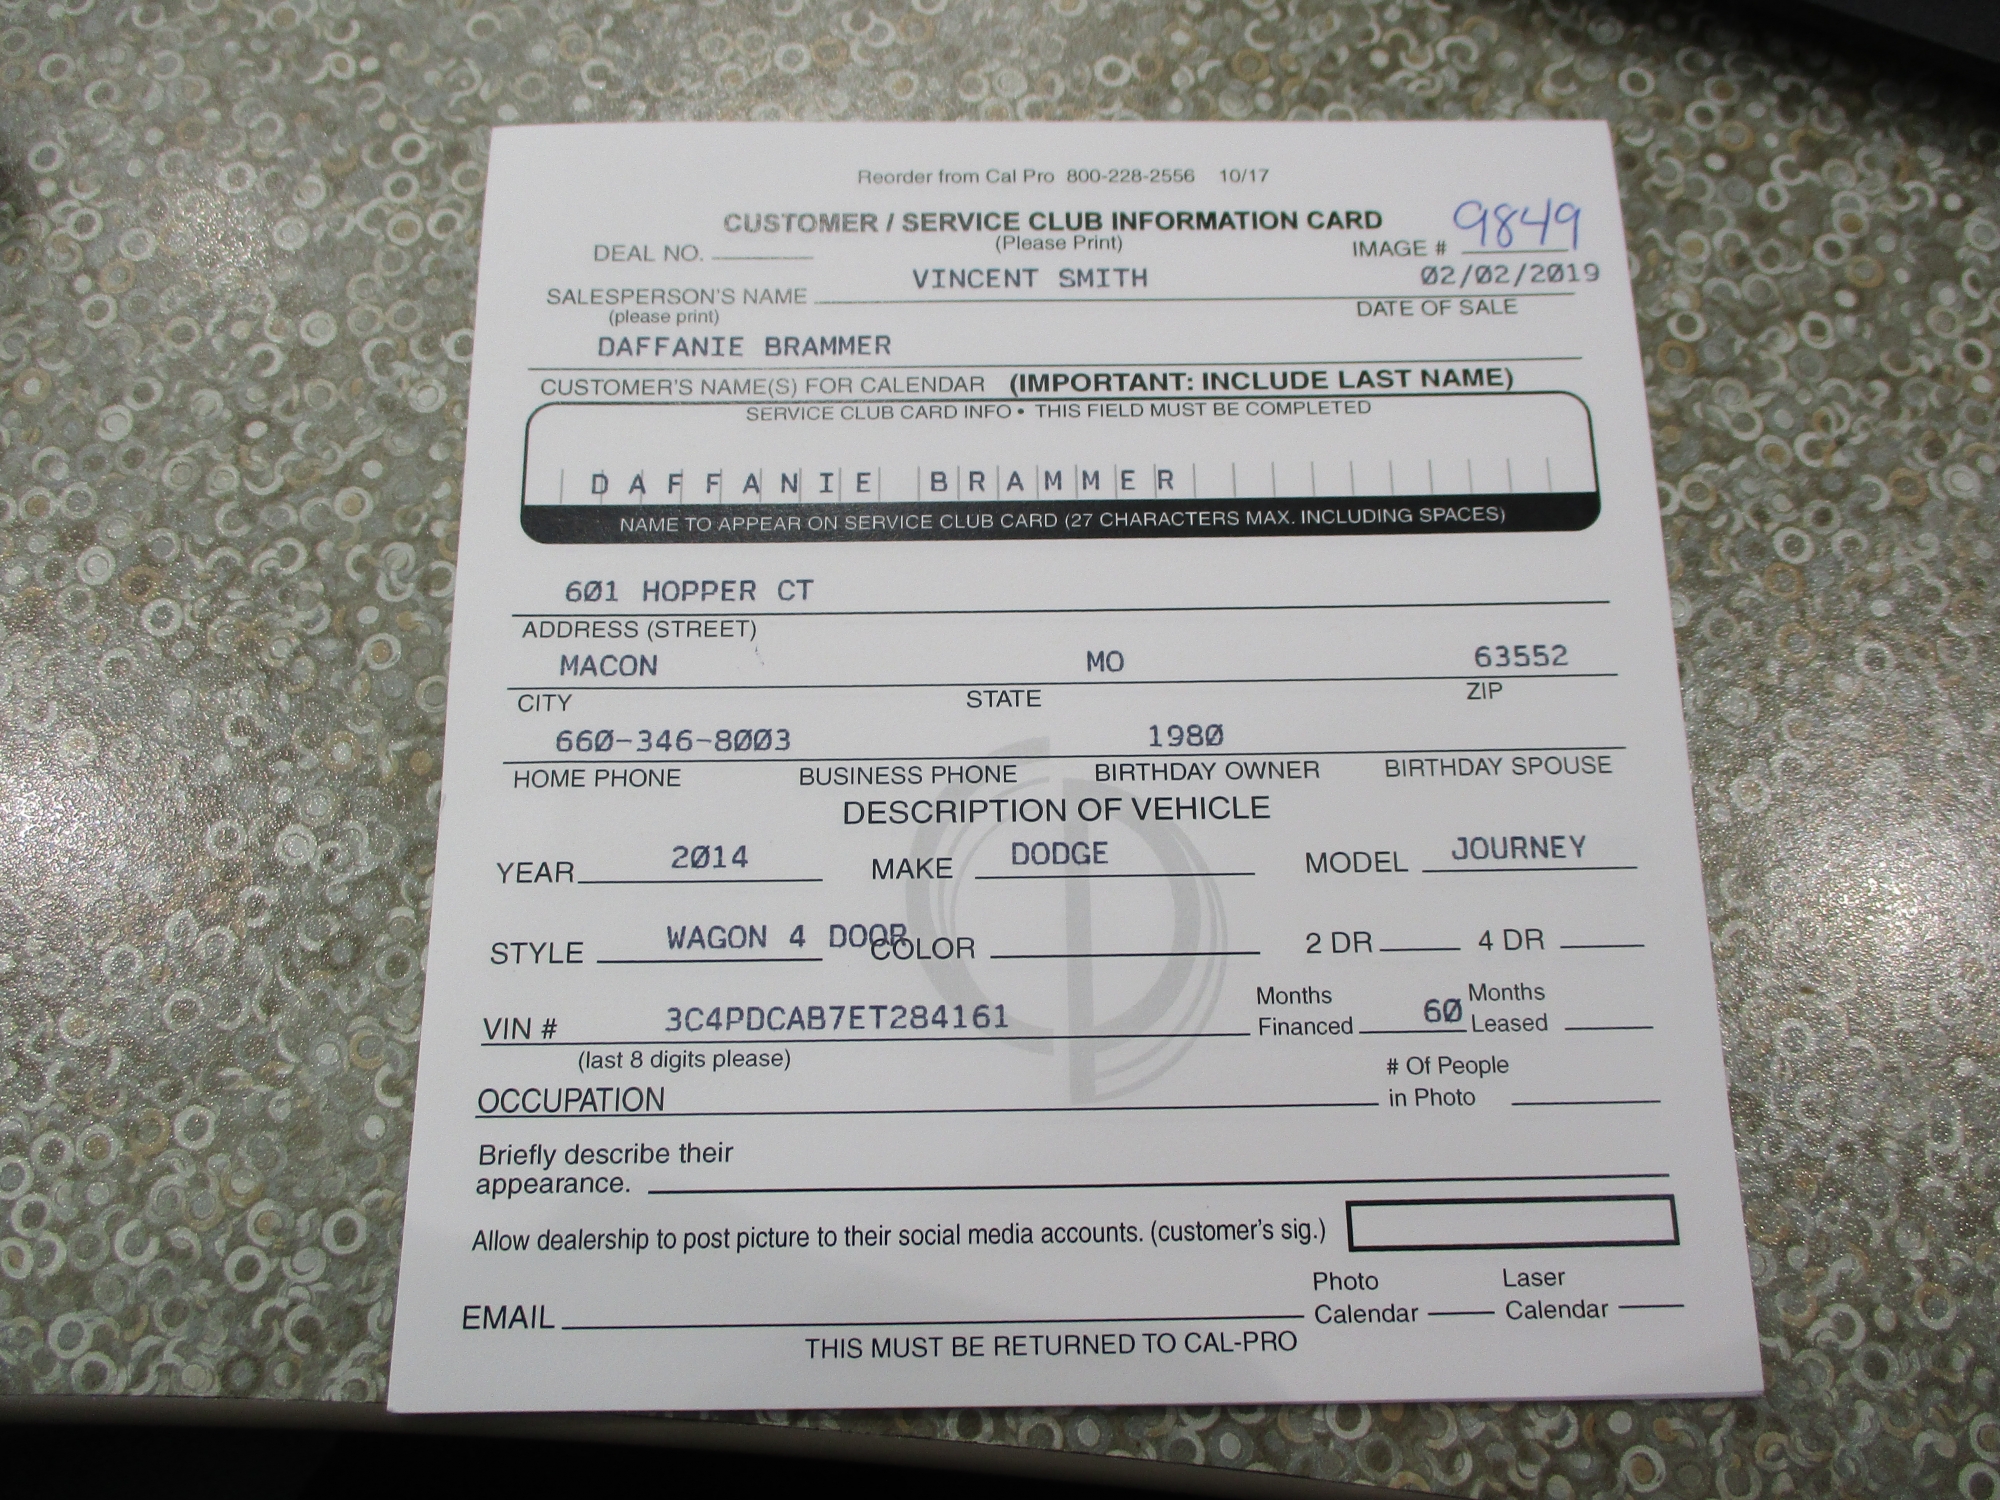 Reorder from Cal Pro 800-228-2556 10/17
CUSTOMER / SERVICE CLUB INFORMATION CARD
9849
DEAL NO. (Please Print) IMAGE #
VINCENT SMITH 02/02/2019
SALESPERSON'S NAME DATE OF SALE
(please print)
DAFFANIE BRAMMER
CUSTOMER'S NAME(S) FOR CALENDAR (IMPORTANT: INCLUDE LAST NAME)
SERVICE CLUB CARD INFO • THIS FIELD MUST BE COMPLETED
DAFFANIE BRAMMER
NAME TO APPEAR ON SERVICE CLUB CARD (27 CHARACTERS MAX. INCLUDING SPACES)
601 HOPPER CT
ADDRESS (STREET)
MACON MO 63552
CITY STATE ZIP
660-346-8003 1980
HOME PHONE BUSINESS PHONE BIRTHDAY OWNER BIRTHDAY SPOUSE
DESCRIPTION OF VEHICLE
YEAR 2014 MAKE DODGE MODEL JOURNEY
STYLE WAGON 4 DOOR COLOR 2 DR 4 DR
VIN # 3C4PDCAB7ET284161 Months Financed 60 Months Leased
(last 8 digits please)
OCCUPATION # Of People in Photo
Briefly describe their
appearance.
Allow dealership to post picture to their social media accounts. (customer's sig.)
EMAIL Photo Calendar Laser Calendar
THIS MUST BE RETURNED TO CAL-PRO